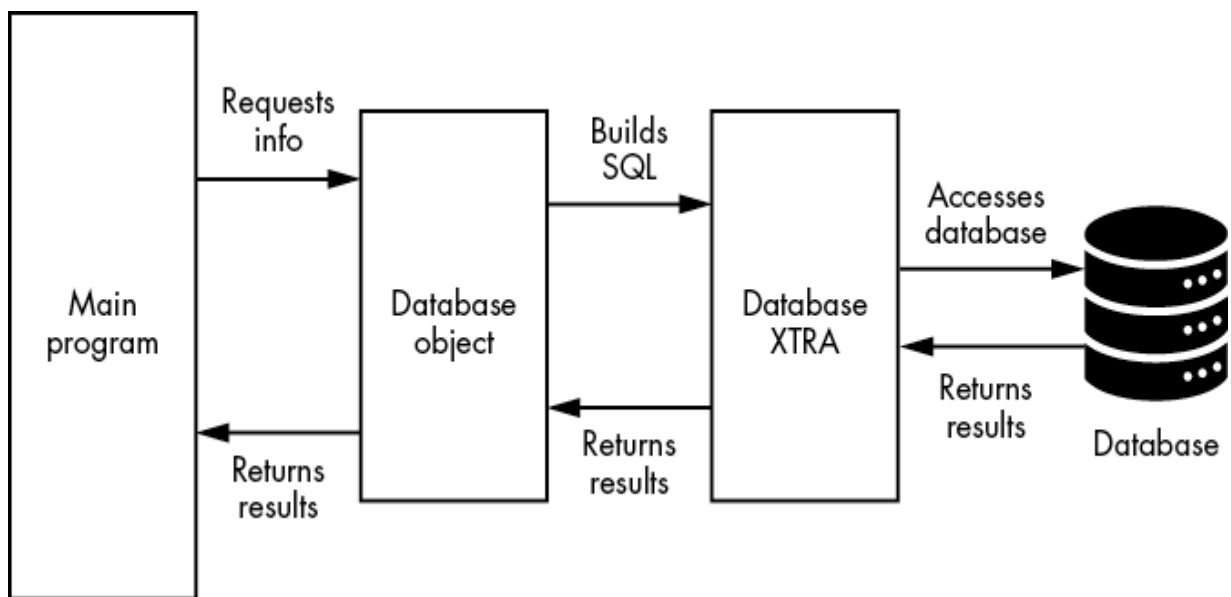 Main
program
Requests
info
Returns
results
Database
object
Builds
SQL
Returns
results
Database
XTRA
Accesses
database
Returns
results
Database